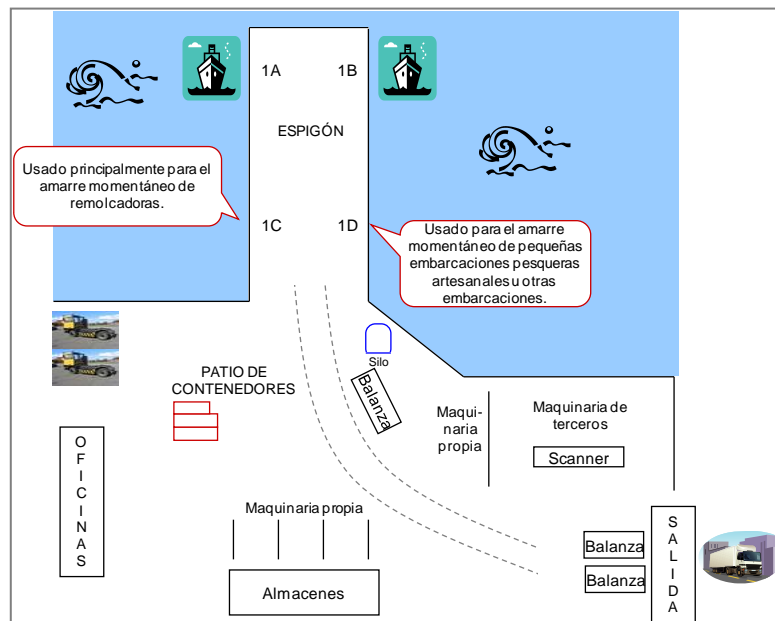 1A
1B
ESPIGÓN
Usado principalmente para el
amarre momentáneo de
remolcadoras.
1C
1D
Usado para el amarre
momentáneo de pequeñas
embarcaciones pesqueras
artesanales u otras
embarcaciones.
Silo
PATIO DE
CONTENEDORES
Balanza
Maqui-
naria
propia
Maquinaria de
terceros
Scanner
OFICINAS
Maquinaria propia
Almacenes
Balanza
Balanza
SALIDA